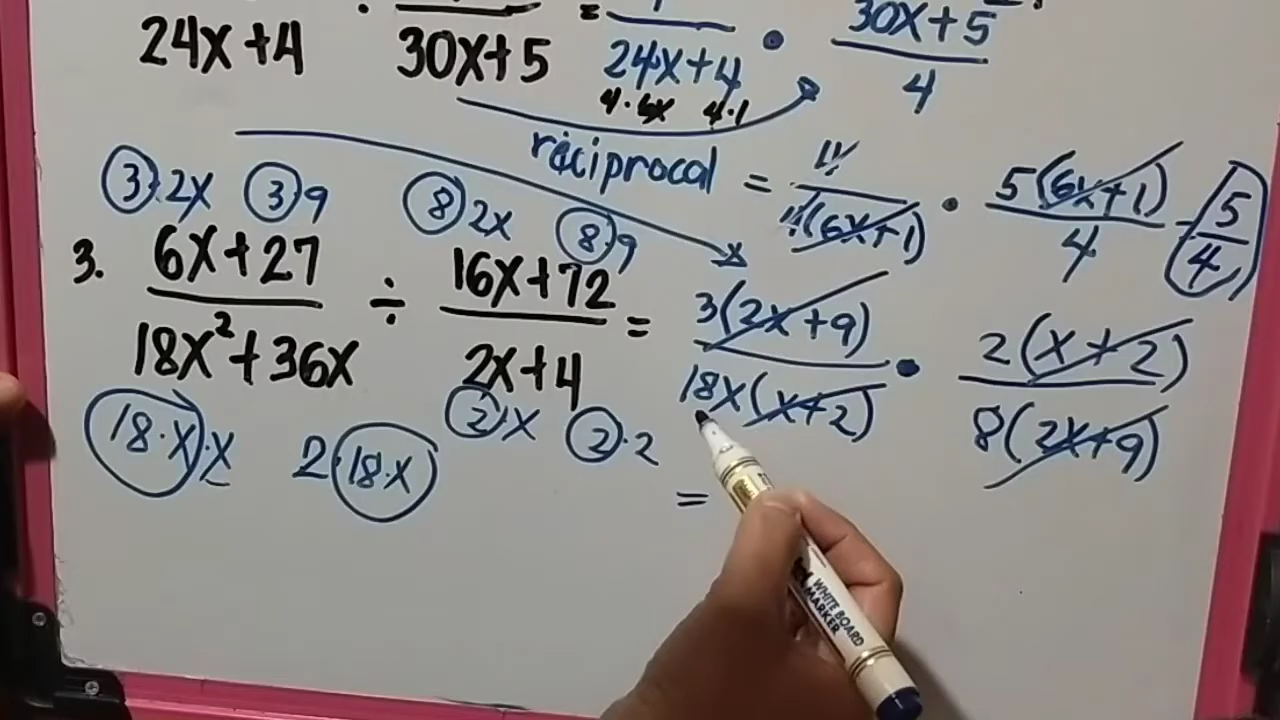 24x+4 · 30x+5 = 24x+4 · 30x+5
4·6x 4·1 4
reciprocal = 4(6x+1) · 5(6x+1) / 4 = 5/4
3·2x 3·9 8·2x 8·9
3. 6x+27 / 18x²+36x ÷ 16x+72 / 2x+4 = 3(2x+9) / 18x(x+2) · 2(x+2) / 8(2x+9)
18·x·x 2·18·x 2·x 2·2
=
WHITE BOARD
MARKER